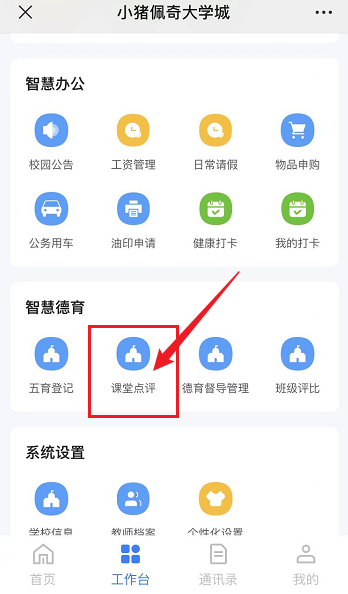 小猪佩奇大学城
智慧办公
校园公告 工资管理 日常请假 物品申购
公务用车 油印申请 健康打卡 我的打卡
智慧德育
五育登记 课堂点评 德育督导管理 班级评比
系统设置
学校信息 教师档案 个性化设置
首页 工作台 通讯录 我的